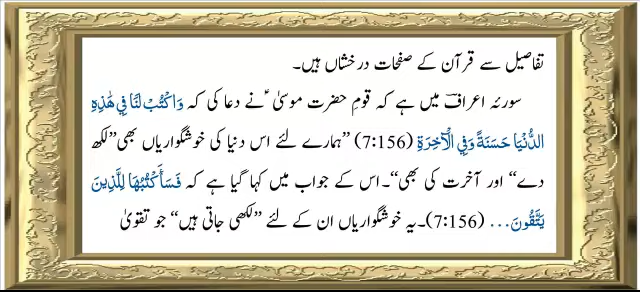 تفاصیل سے قرآن کے صفحات درخشاں ہیں۔
سورئہ اعراف میں ہے کہ قومِ حضرت موسیٰؑ نے دعا کی کہ وَاكْتُبْ لَنَا فِي هٰذِهِ
الدُّنْيَا حَسَنَةً وَفِي الْآخِرَةِ (7:156) ”ہمارے لئے اس دنیا کی خوشگواریاں بھی”لکھ
دے“ اور آخرت کی بھی“۔اس کے جواب میں کہا گیا ہے کہ فَسَأَكْتُبُهَا لِلَّذِينَ
يَتَّقُونَ... (7:156)۔یہ خوشگواریاں ان کے لئے ”لکھی جاتی ہیں“ جو تقویٰ